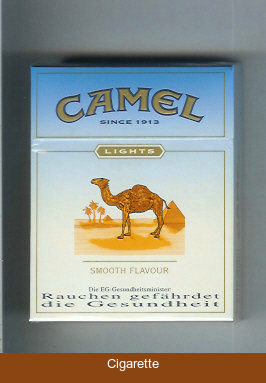 CAMEL
SINCE 1913
LIGHTS
SMOOTH FLAVOUR
Die EG-Gesundheitsminister:
Rauchen gefährdet
die Gesundheit
Cigarette